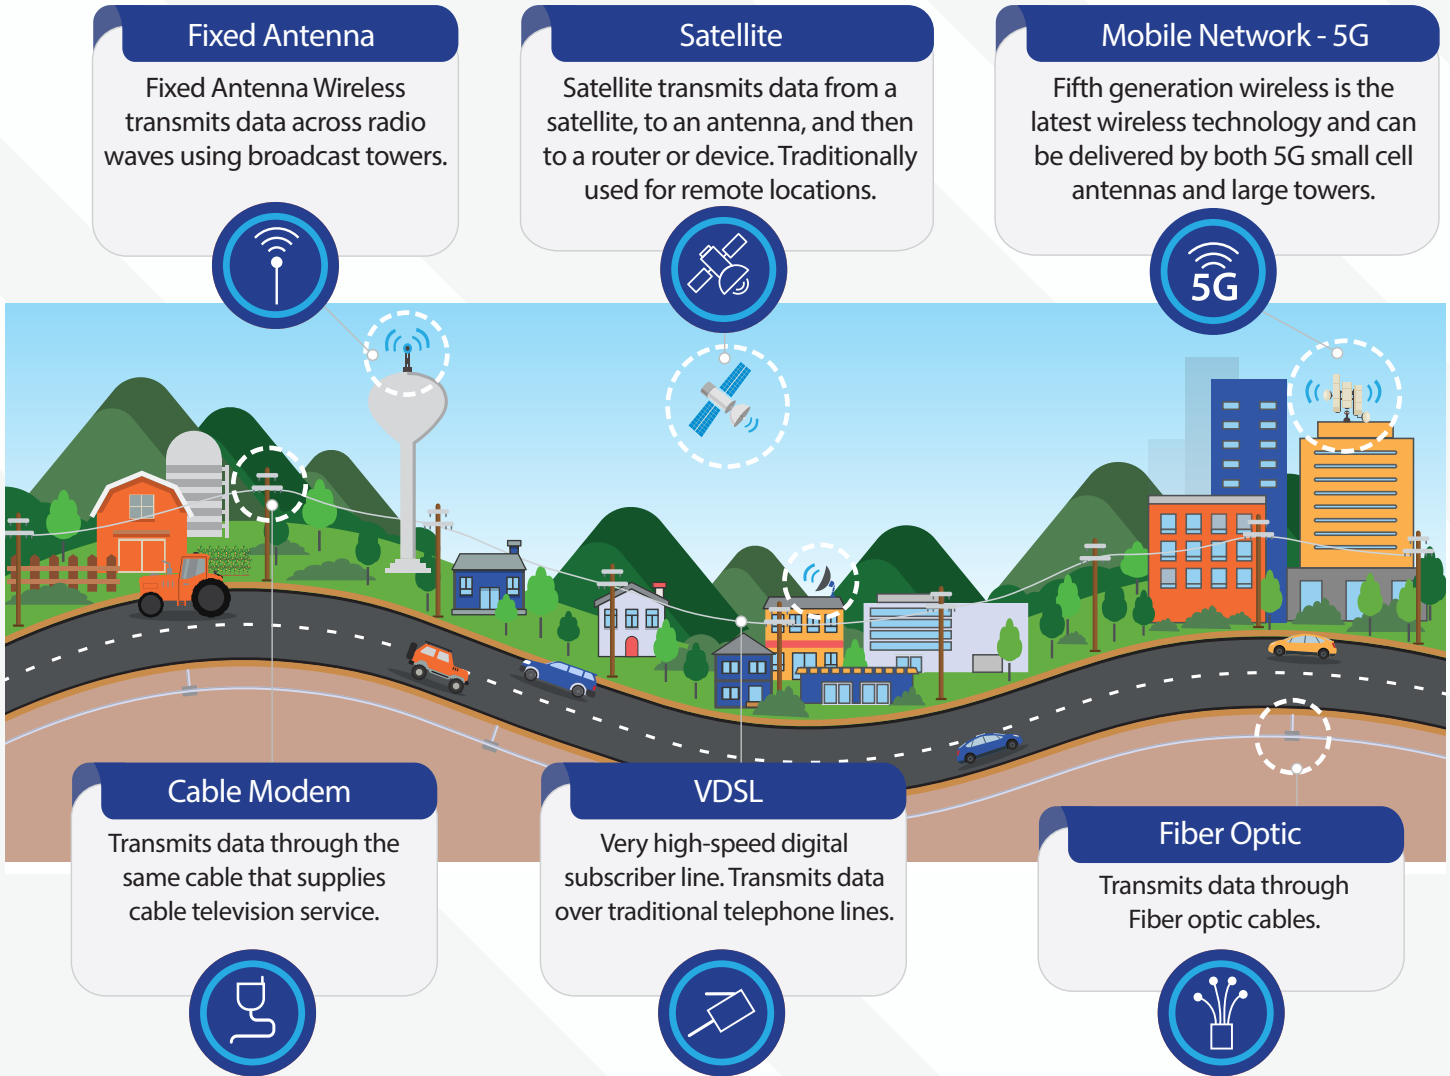 Fixed Antenna
Fixed Antenna Wireless
transmits data across radio
waves using broadcast towers.
Satellite
Satellite transmits data from a
satellite, to an antenna, and then
to a router or device. Traditionally
used for remote locations.
Mobile Network - 5G
Fifth generation wireless is the
latest wireless technology and can
be delivered by both 5G small cell
antennas and large towers.
5G
Cable Modem
Transmits data through the
same cable that supplies
cable television service.
VDSL
Very high-speed digital
subscriber line. Transmits data
over traditional telephone lines.
Fiber Optic
Transmits data through
Fiber optic cables.